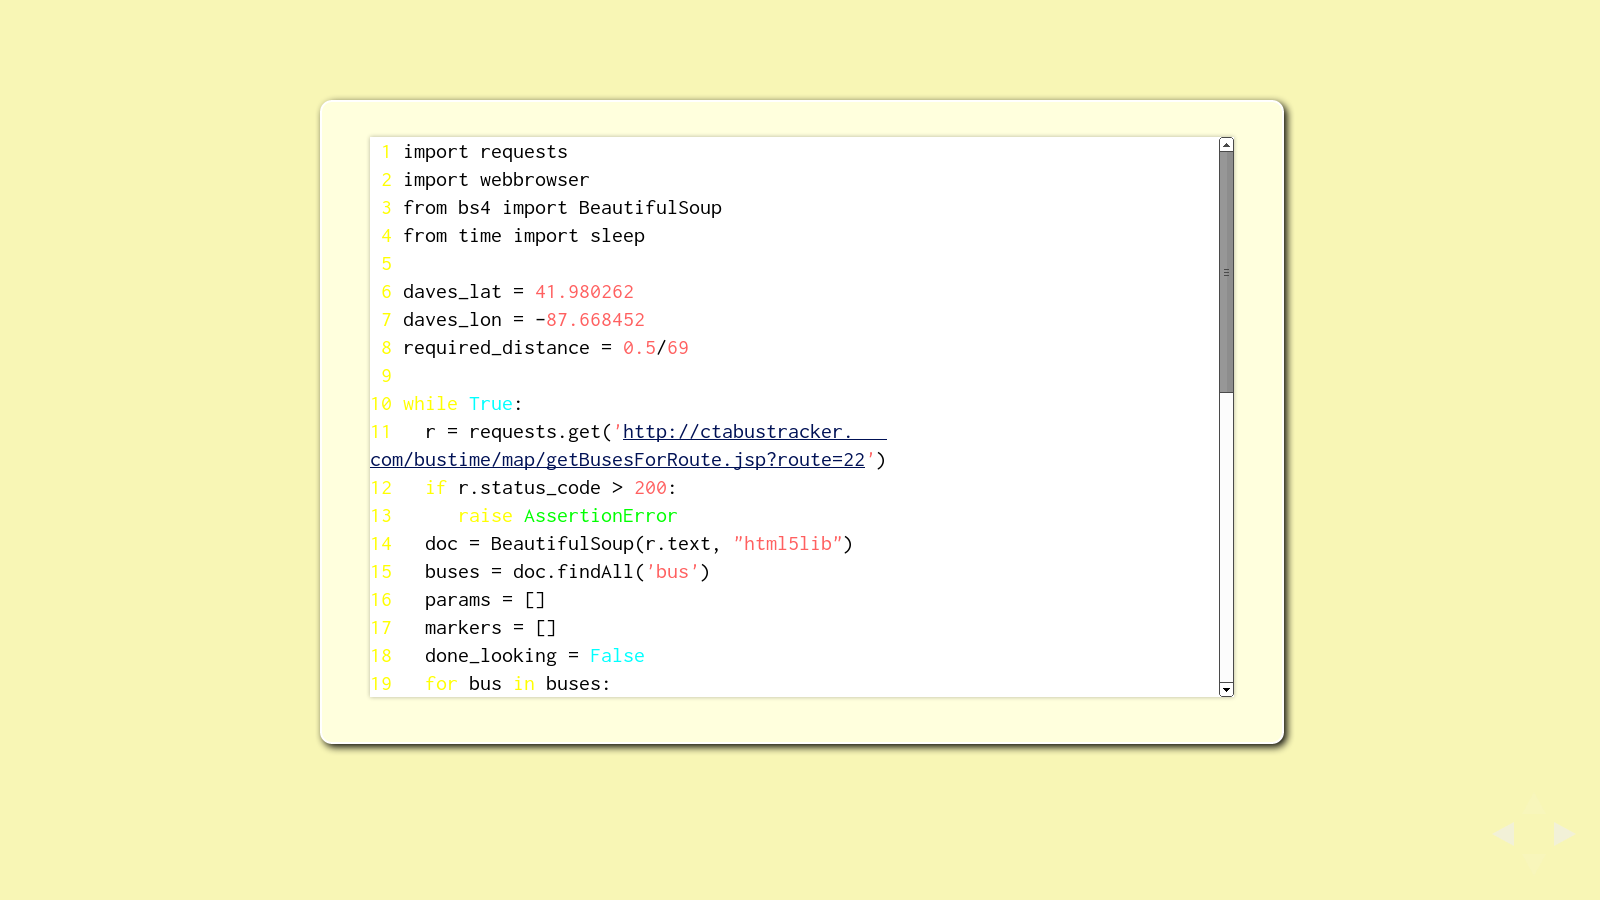 1 import requests
2 import webbrowser
3 from bs4 import BeautifulSoup
4 from time import sleep
5
6 daves_lat = 41.980262
7 daves_lon = -87.668452
8 required_distance = 0.5/69
9
10 while True:
11   r = requests.get('http://ctabustracker.
com/bustime/map/getBusesForRoute.jsp?route=22')
12   if r.status_code > 200:
13      raise AssertionError
14   doc = BeautifulSoup(r.text, "html5lib")
15   buses = doc.findAll('bus')
16   params = []
17   markers = []
18   done_looking = False
19   for bus in buses: